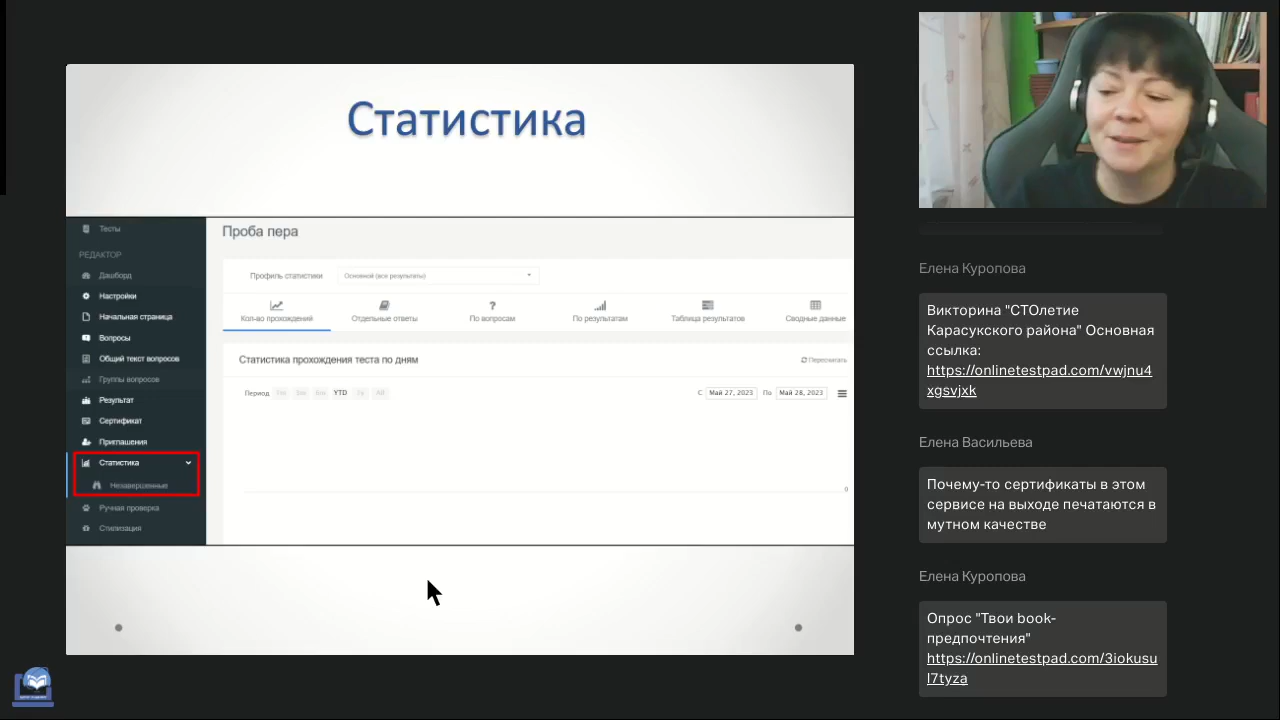 Статистика
Тесты
РЕДАКТОР
Дашборд
Настройки
Начальная страница
Вопросы
Общий текст вопросов
Группы вопросов
Результат
Сертификат
Приглашения
Статистика
Незавершенные
Ручная проверка
Стилизация
Проба пера
Профиль статистики
Основной (все результаты)
Кол-во прохождений
Отдельные ответы
По вопросам
По результатам
Таблица результатов
Сводные данные
Статистика прохождения теста по дням
Пересчитать
Период
YTD
All
С Май 27, 2023 По Май 28, 2023
0
Елена Куропова
Викторина "СТОлетие
Карасукского района" Основная
ссылка:
https://onlinetestpad.com/vwjnu4
xgsvjxk
Елена Васильева
Почему-то сертификаты в этом
сервисе на выходе печатаются в
мутном качестве
Елена Куропова
Опрос "Твои book-
предпочтения"
https://onlinetestpad.com/3iokusu
l7tyza